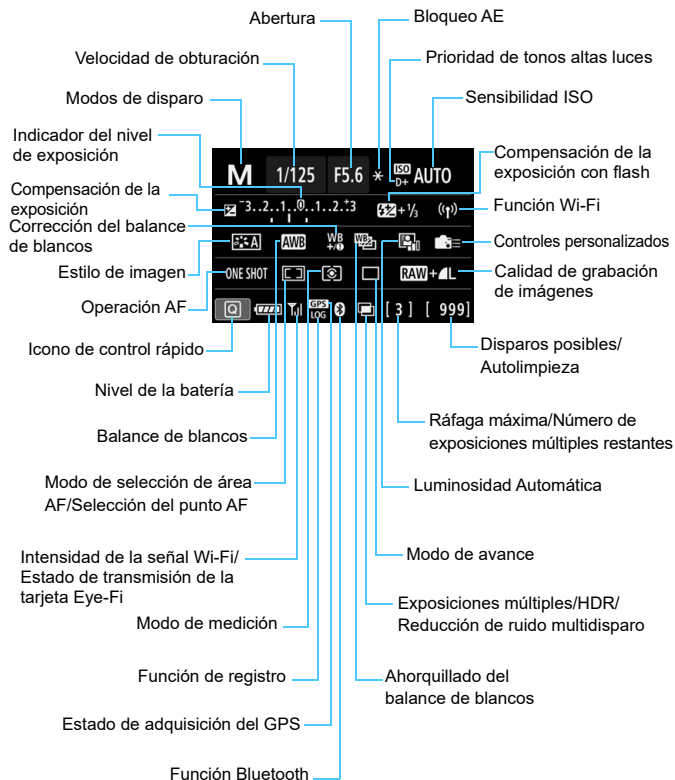 Abertura
Bloqueo AE
Velocidad de obturación
Prioridad de tonos altas luces
Modos de disparo
Sensibilidad ISO
Indicador del nivel
de exposición
Compensación de la
exposición con flash
M 1/125 F5.6 * ISO D+ AUTO
Compensación de la
exposición
-3..2..1..0..1..2.+3 +1/3
Función Wi-Fi
Corrección del balance
de blancos
A AWB WB +/- WB
Controles personalizados
Estilo de imagen
ONE SHOT RAW+L
Calidad de grabación
de imágenes
Operación AF
Q GPS LOG [ 3 ] [ 999]
Icono de control rápido
Disparos posibles/
Autolimpieza
Nivel de la batería
Balance de blancos
Ráfaga máxima/Número de
exposiciones múltiples restantes
Modo de selección de área
AF/Selección del punto AF
Luminosidad Automática
Intensidad de la señal Wi-Fi/
Estado de transmisión de la
tarjeta Eye-Fi
Modo de avance
Modo de medición
Exposiciones múltiples/HDR/
Reducción de ruido multidisparo
Función de registro
Ahorquillado del
balance de blancos
Estado de adquisición del GPS
Función Bluetooth